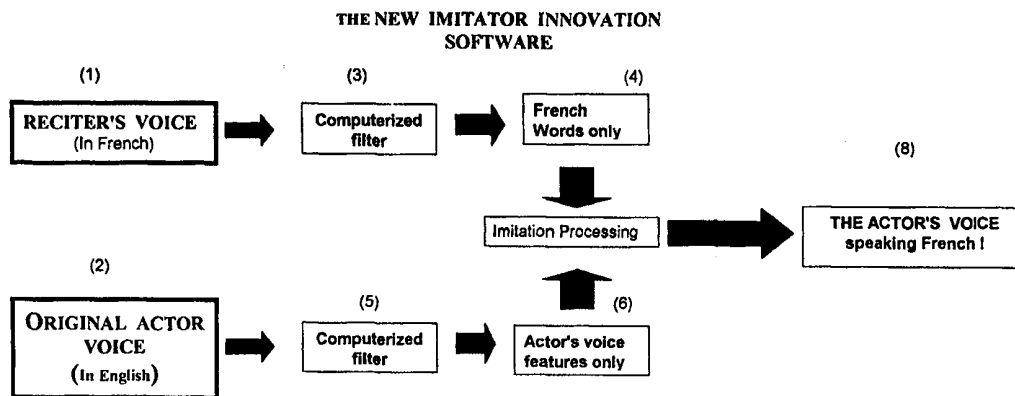 THE NEW IMITATOR INNOVATION
SOFTWARE
(1)
(3)
(4)
RECITER'S VOICE
(In French)
Computerized
filter
French
Words only
(8)
Imitation Processing
THE ACTOR'S VOICE
speaking French !
(2)
(5)
(6)
ORIGINAL ACTOR
VOICE
(In English)
Computerized
filter
Actor's voice
features only